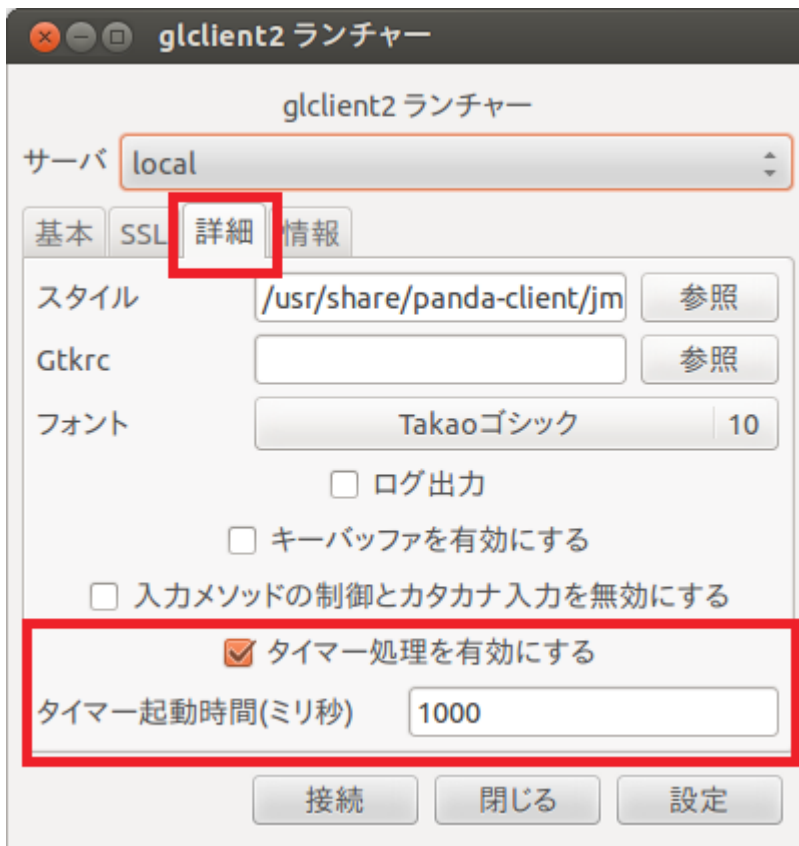 glclient2 ランチャー
glclient2 ランチャー
サーバ local
基本 SSL 詳細 情報
スタイル /usr/share/panda-client/jm 参照
Gtkrc 参照
フォント Takaoゴシック 10
ログ出力
キーバッファを有効にする
入力メソッドの制御とカタカナ入力を無効にする
タイマー処理を有効にする
タイマー起動時間(ミリ秒) 1000
接続 閉じる 設定